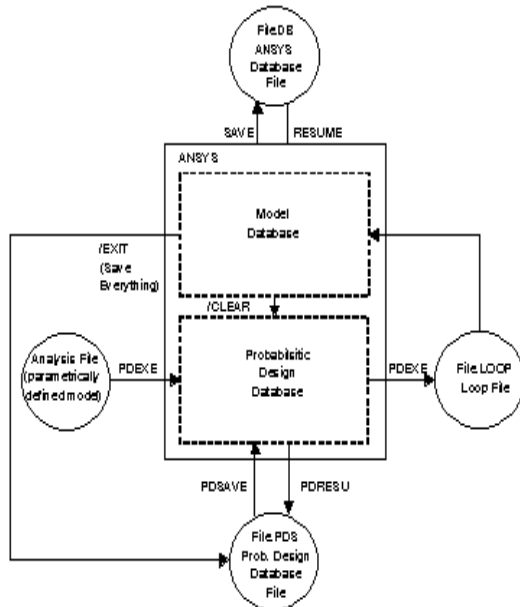 File.DB
ANSYS
Database
File
SAVE
RESUME
ANSYS
Model
Database
/EXIT
(Save
Everything)
/CLEAR
Analysis File
(parametrically
defined model)
PDEXE
Probablisitic
Design
Database
PDEXE
File.LOOP
Loop File
PDSAVE
PDRESU
File.PDS
Prob. Design
Database
File